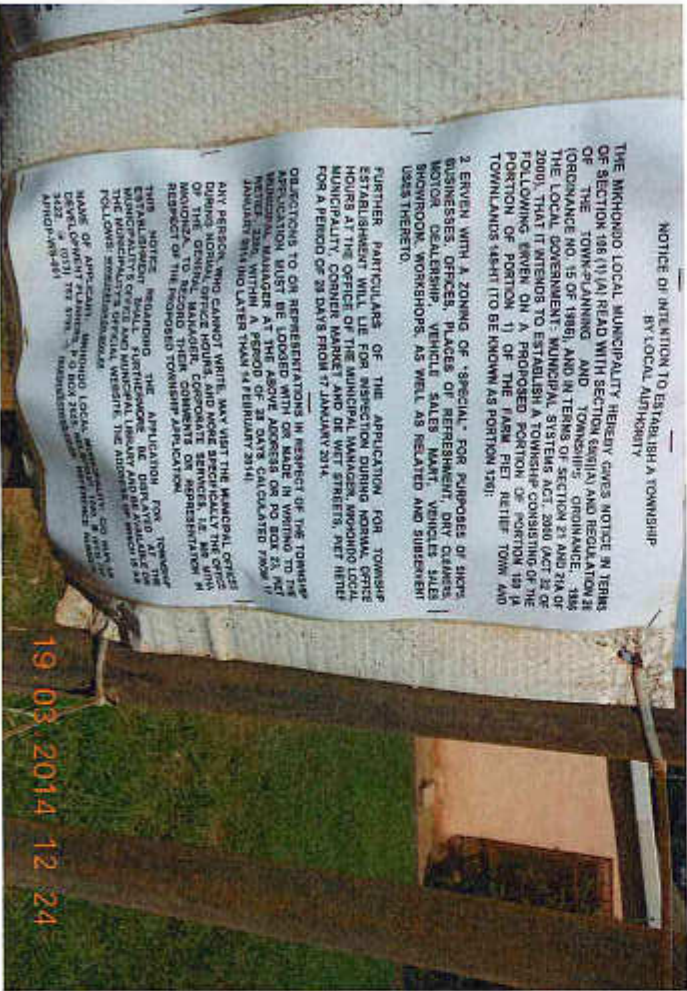 NOTICE OF INTENTION TO ESTABLISH A TOWNSHIP
BY LOCAL AUTHORITY
THE MKHONDO LOCAL MUNICIPALITY HEREBY GIVES NOTICE IN TERMS
OF SECTION 108 (1) (A) READ WITH SECTION AND REGULATION
OF THE TOWN-PLANNING AND TOWNSHIPS ORDINANCE, 1986
(ORDINANCE NO. 15 OF 1986), AND IN TERMS OF SECTION 21 AND 21A OF
THE LOCAL GOVERNMENT: MUNICIPAL SYSTEMS ACT, 2000 (ACT 32 OF
2000), THAT IT INTENDS TO ESTABLISH A TOWNSHIP CONSISTING OF THE
FOLLOWING ERVEN ON A PROPOSED PORTION OF PORTION (A
PORTION OF PORTION 1) OF THE FARM PIET RETIEF TOWN AND
TOWNLANDS (TO BE KNOWN AS PORTION
2 ERVEN WITH A ZONING OF "SPECIAL" FOR PURPOSES OF SHOPS,
BUSINESSES, OFFICES, PLACES OF REFRESHMENT, DRY CLEANERS,
MOTOR DEALERSHIP, VEHICLE SALES MART, VEHICLES SALES
SHOWROOM, WORKSHOPS, AS WELL AS RELATED AND SUBSERVIENT
USES THERETO.
FURTHER PARTICULARS OF THE APPLICATION FOR TOWNSHIP
ESTABLISHMENT WILL LIE FOR INSPECTION DURING NORMAL OFFICE
HOURS AT THE OFFICE OF THE MUNICIPAL MANAGER, MKHONDO LOCAL
MUNICIPALITY, CORNER MARKET AND DE WET STREETS, PIET RETIEF
FOR A PERIOD OF 28 DAYS FROM 17 JANUARY 2014.
OBJECTIONS TO OR REPRESENTATIONS IN RESPECT OF THE TOWNSHIP
APPLICATION MUST BE LODGED WITH OR MADE IN WRITING TO THE
MUNICIPAL MANAGER AT THE ABOVE ADDRESS OR PO BOX 23, PIET
RETIEF, WITHIN A PERIOD OF 28 DAYS CALCULATED FROM 17
JANUARY 2014 (NO LATER THAN 14 FEBRUARY 2014)
ANY PERSON, WHO CANNOT WRITE, MAY VISIT THE MUNICIPAL OFFICES
DURING NORMAL OFFICE HOURS, AND MORE SPECIFICALLY THE OFFICE
OF THE GENERAL MANAGER, CORPORATE SERVICES, I.E.
TO RECORD THEIR COMMENTS OR REPRESENTATION IN
RESPECT OF THE PROPOSED TOWNSHIP APPLICATION.
THIS NOTICE REGARDING THE APPLICATION FOR TOWNSHIP
ESTABLISHMENT SHALL FURTHERMORE, BE DISPLAYED AT THE
MUNICIPALITY'S OFFICE AND MUNICIPAL LIBRARY AND BE AVAILABLE ON
THE MUNICIPALITY'S OFFICIAL WEBSITE, THE ADDRESS OF WHICH IS AS
FOLLOWS:
NAME OF APPLICANT: MKHONDO LOCAL MUNICIPALITY
DEVELOPMENT PLANNERS, P O BOX REFERENCE
19 03 2014 12 24